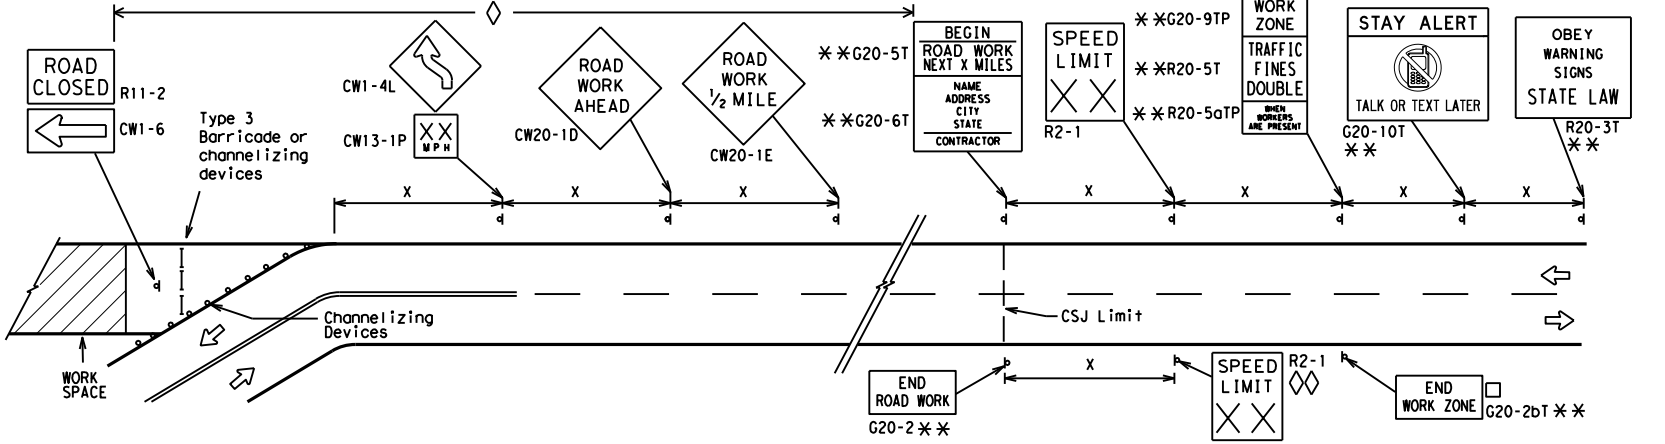 ROAD
CLOSED
R11-2
CW1-6
Type 3
Barricade or
channelizing
devices
CW1-4L
XX
MPH
CW13-1P
ROAD
WORK
AHEAD
CW20-1D
ROAD
WORK
1/2 MILE
CW20-1E
**G20-5T
**G20-6T
BEGIN
ROAD WORK
NEXT X MILES
NAME
ADDRESS
CITY
STATE
CONTRACTOR
SPEED
LIMIT
XX
R2-1
**G20-9TP
**R20-5T
**R20-5aTP
WORK
ZONE
TRAFFIC
FINES
DOUBLE
WHEN
WORKERS
ARE PRESENT
STAY ALERT
TALK OR TEXT LATER
G20-10T
**
OBEY
WARNING
SIGNS
STATE LAW
R20-3T
**
X
X
X
X
X
X
X
Channelizing
Devices
WORK
SPACE
CSJ Limit
END
ROAD WORK
G20-2 **
X
SPEED
LIMIT
XX
R2-1
END
WORK ZONE
G20-2bT **